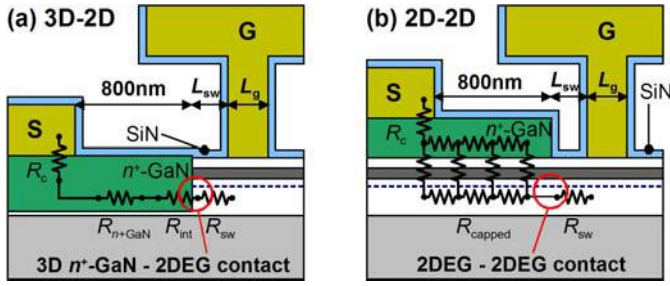 (a) 3D-2D
G
800nm
Lsw
Lg
S
SiN
Rc
n+-GaN
Rn+GaN
Rint
Rsw
3D n+-GaN - 2DEG contact
(b) 2D-2D
G
800nm
Lsw
Lg
S
SiN
Rc
n+-GaN
Rcapped
Rsw
2DEG - 2DEG contact